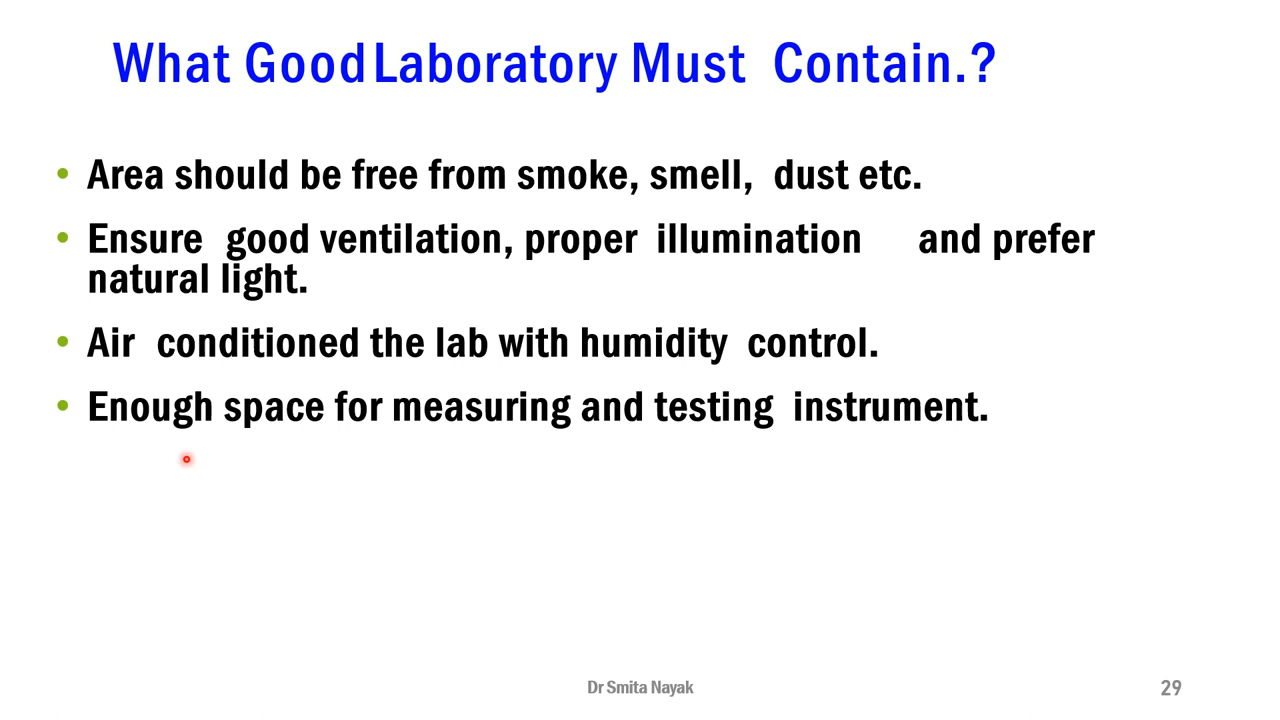 What Good Laboratory Must Contain.?
• Area should be free from smoke, smell, dust etc.
• Ensure good ventilation, proper illumination and prefer
natural light.
• Air conditioned the lab with humidity control.
• Enough space for measuring and testing instrument.
Dr Smita Nayak
29